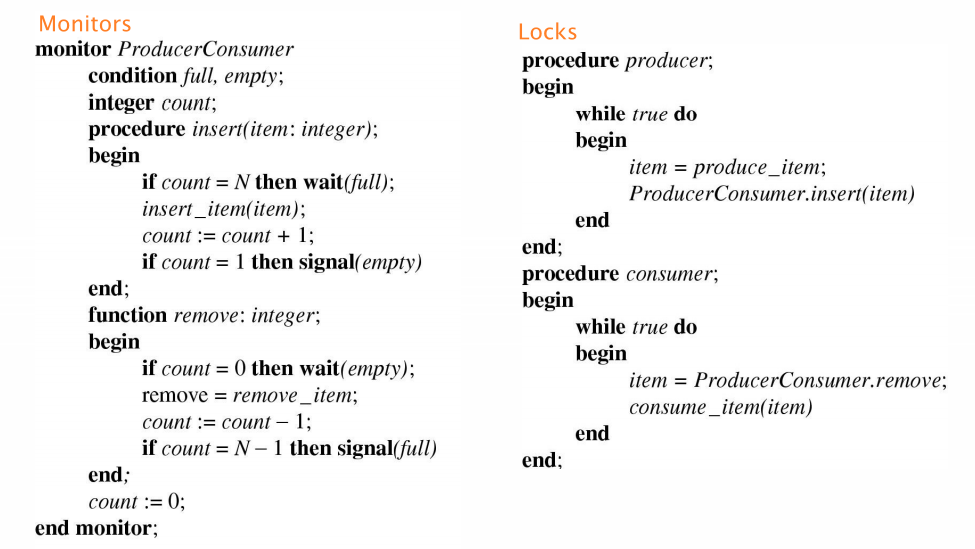 Monitors
monitor ProducerConsumer
condition full, empty;
integer count;
procedure insert(item: integer);
begin
if count = N then wait(full);
insert_item(item);
count := count + 1;
if count = 1 then signal(empty)
end;
function remove: integer;
begin
if count = 0 then wait(empty);
remove = remove_item;
count := count – 1;
if count = N – 1 then signal(full)
end;
count := 0;
end monitor;
Locks
procedure producer;
begin
while true do
begin
item = produce_item;
ProducerConsumer.insert(item)
end
end;
procedure consumer;
begin
while true do
begin
item = ProducerConsumer.remove;
consume_item(item)
end
end;